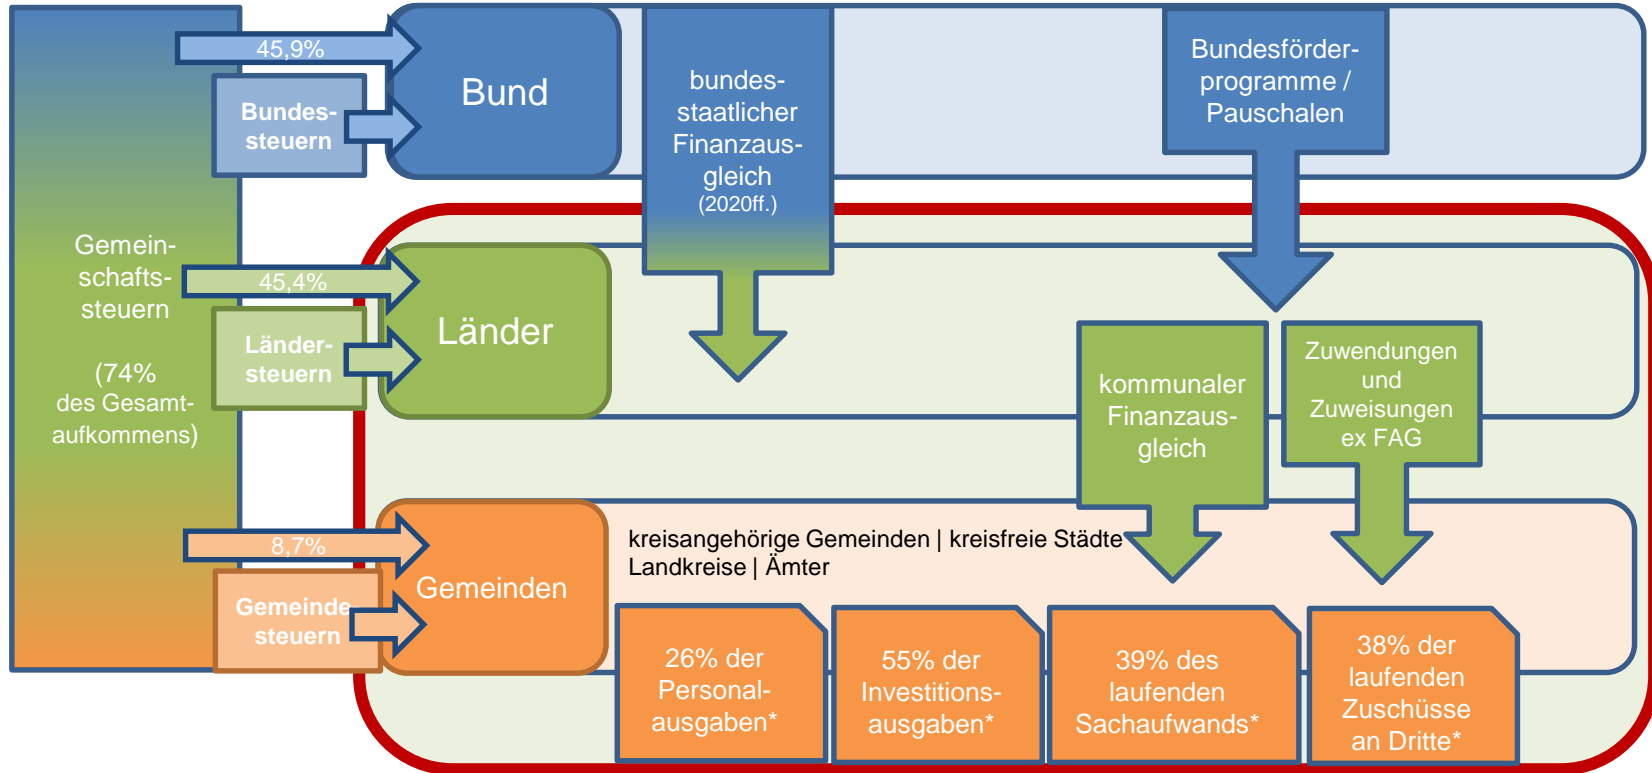 Gemein-
schafts-
steuern
(74%
des Gesamt-
aufkommens)
45,9%
Bundes-
steuern
Bund
bundes-
staatlicher
Finanzaus-
gleich
(2020ff.)
Bundesförder-
programme /
Pauschalen
45,4%
Länder-
steuern
Länder
kommunaler
Finanzaus-
gleich
Zuwendungen
und
Zuweisungen
ex FAG
8,7%
Gemeinde
steuern
Gemeinden
kreisangehörige Gemeinden | kreisfreie Städte
Landkreise | Ämter
26% der
Personal-
ausgaben*
55% der
Investitions-
ausgaben*
39% des
laufenden
Sachaufwands*
38% der
laufenden
Zuschüsse
an Dritte*